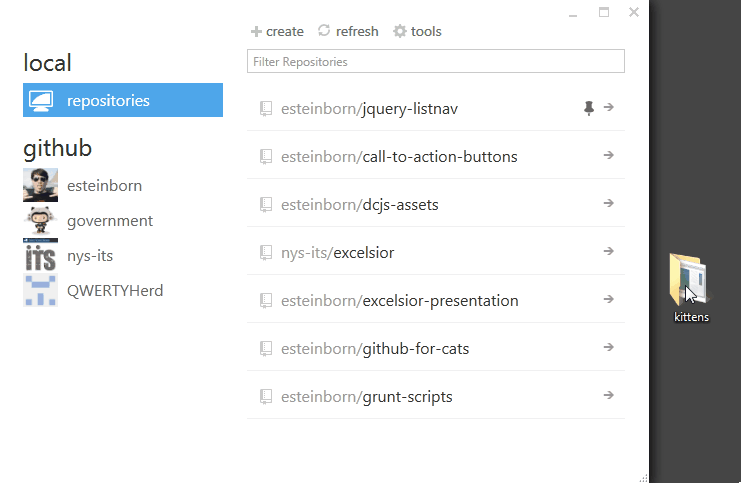 create refresh tools
Filter Repositories
local
repositories
github
esteinborn
government
nys-its
iTS
QWERTYHerd
esteinborn/jquery-listnav
esteinborn/call-to-action-buttons
esteinborn/dcjs-assets
nys-its/excelsior
esteinborn/excelsior-presentation
esteinborn/github-for-cats
esteinborn/grunt-scripts
kittens